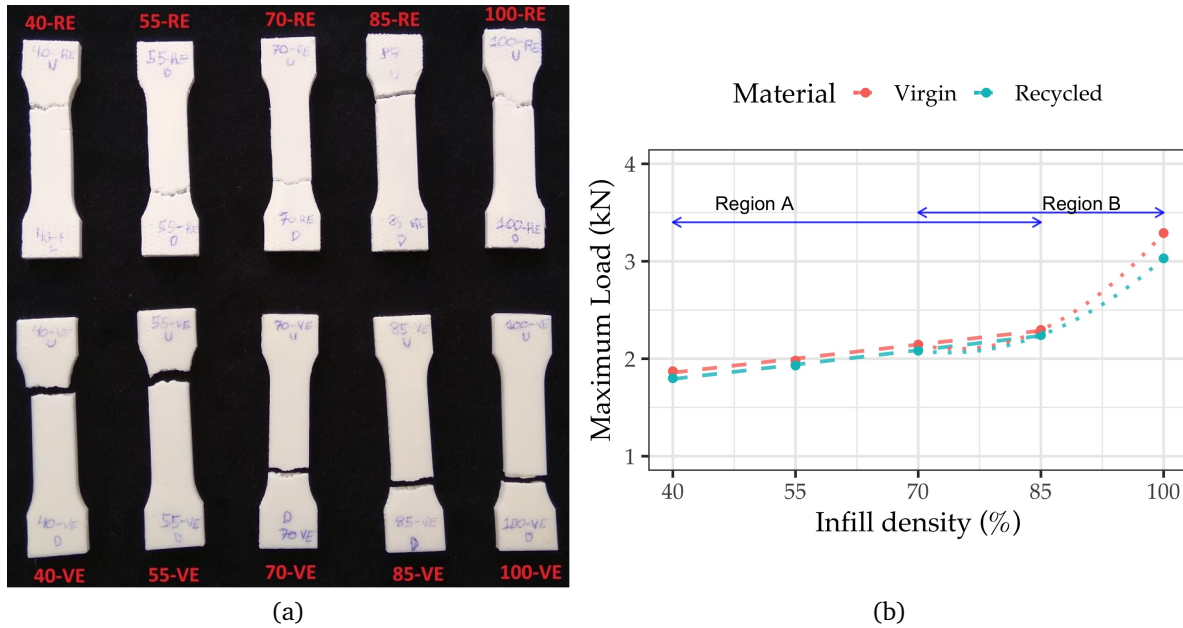 40-RE 55-RE 70-RE 85-RE 100-RE
40-RE 55-RE 70-RE 85 100-RE
U D U U U
55-RE 70 RE 85 100-RE
D D D D
40-VE 55-VE 70-VE 85-VE 100-VE
U U U U U
40-VE 55-VE D 85-VE 100-VE
D D 70 VE D D
40-VE 55-VE 70-VE 85-VE 100-VE
(a)
Material Virgin Recycled
Maximum Load (kN)
4
3
2
1
Region A
Region B
40 55 70 85 100
Infill density (%)
(b)